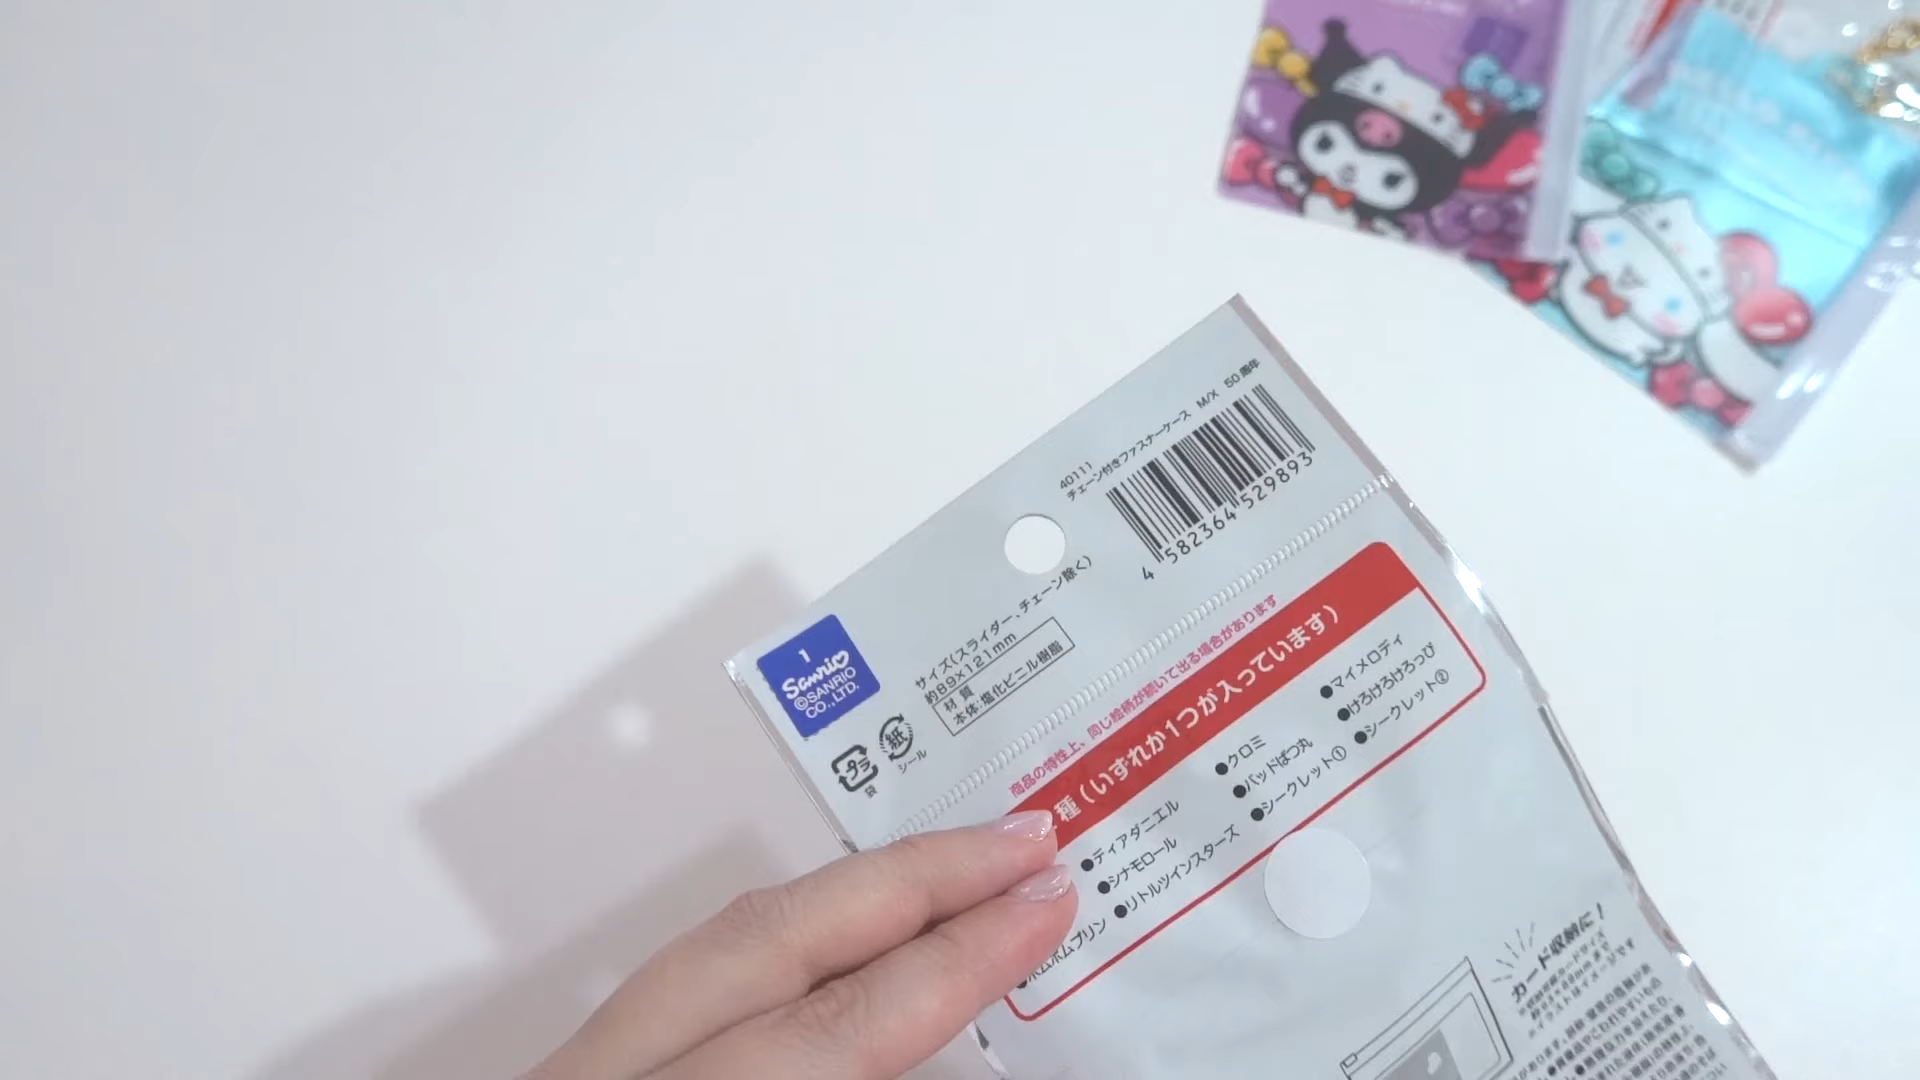 40111
チェーン付きファスナーケース M/X 50周年
4 582364 529893
1
Sanrio
©SANRIO
CO.,LTD.
サイズ(スライダー、チェーン除く)
約89×121mm
材 質
本体:塩化ビニル樹脂
プラ
袋
紙
シール
商品の特性上、同じ絵柄が続いて出る場合があります
種(いずれか1つが入っています)
●ディアダニエル
●クロミ
●マイメロディ
●シナモロール
●バッドばつ丸
●けろけろけろっぴ
●ポムポムプリン
●リトルツインスターズ
●シークレット①
●シークレット②
カード収納に!